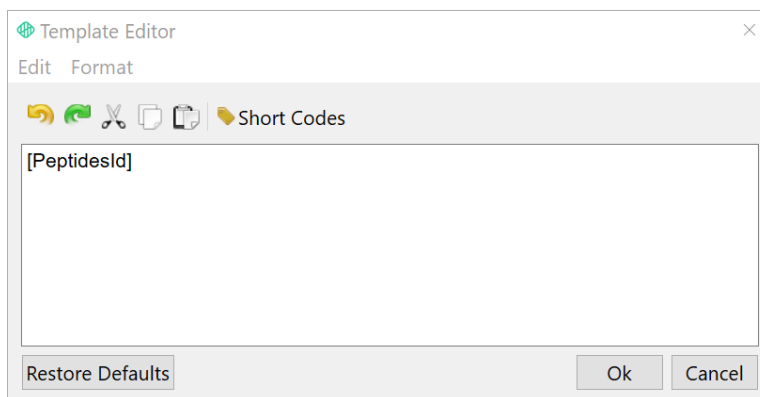 Template Editor
Edit Format
Short Codes
[PeptidesId]
Restore Defaults Ok Cancel